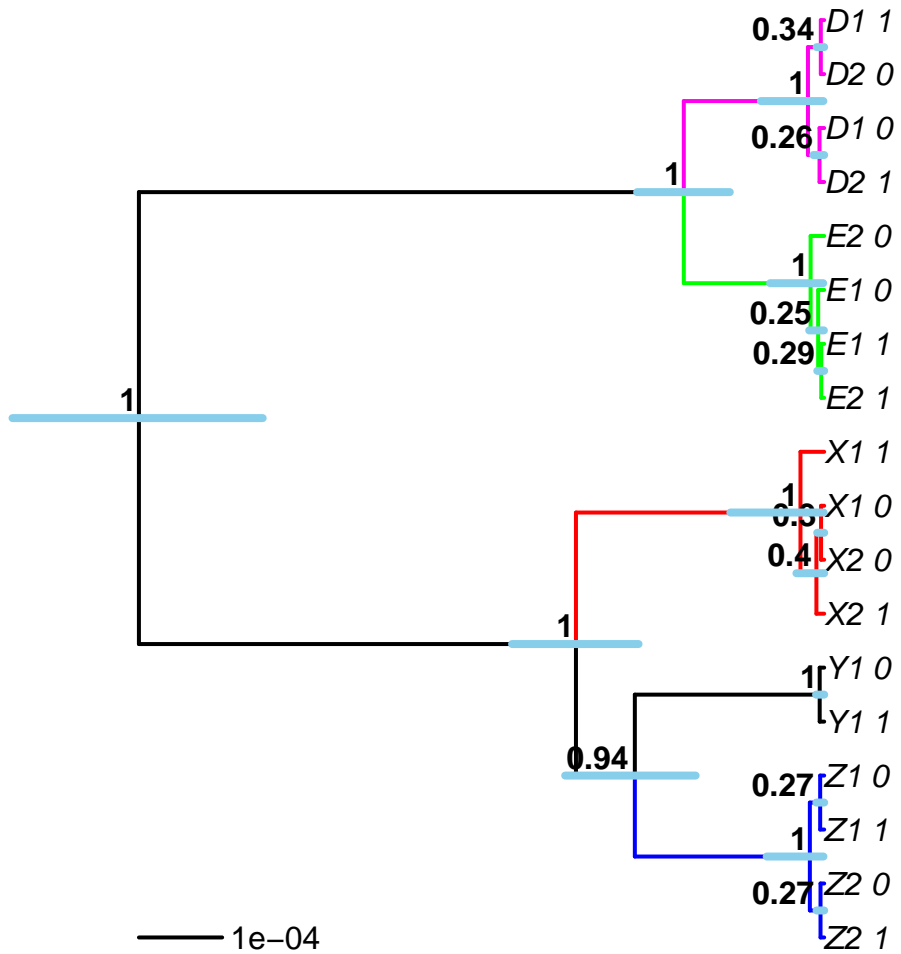 0.34
D1 1
D2 0
1
D1 0
0.26
D2 1
1
E2 0
1
E1 0
0.25
E1 1
0.29
E2 1
1
X1 1
1
X1 0
0.3
X2 0
0.4
X2 1
1
Y1 0
1
Y1 1
0.94
Z1 0
0.27
Z1 1
1
Z2 0
0.27
Z2 1
1e−04